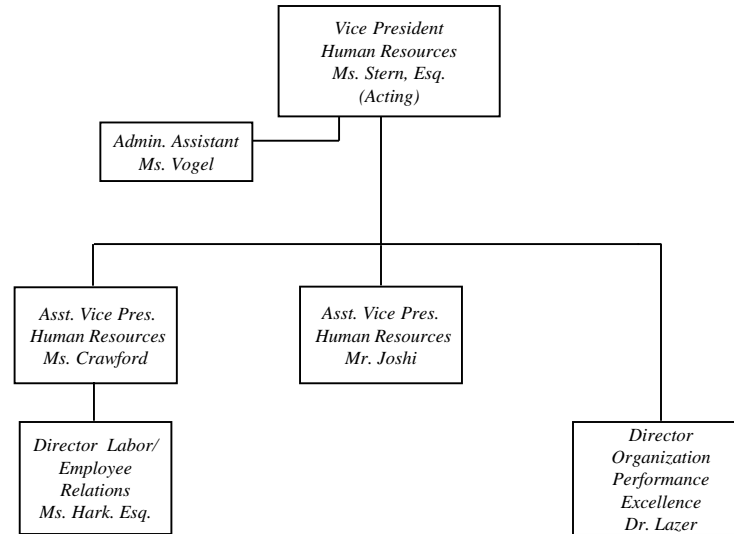 Vice President
Human Resources
Ms. Stern, Esq.
(Acting)
Admin. Assistant
Ms. Vogel
Asst. Vice Pres.
Human Resources
Ms. Crawford
Asst. Vice Pres.
Human Resources
Mr. Joshi
Director Labor/
Employee
Relations
Ms. Hark. Esq.
Director
Organization
Performance
Excellence
Dr. Lazer